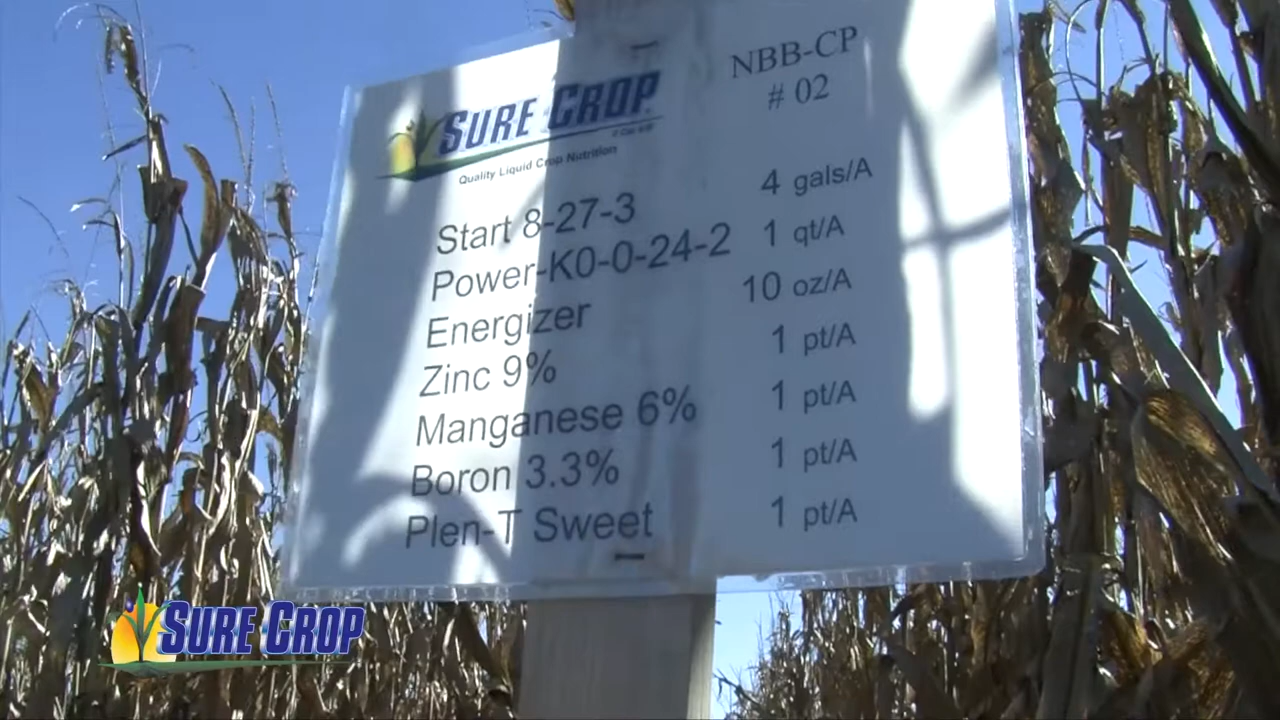 SURE CROP
Quality Liquid Crop Nutrition
NBB-CP
# 02
Start 8-27-3 4 gals/A
Power-K0-0-24-2 1 qt/A
Energizer 10 oz/A
Zinc 9% 1 pt/A
Manganese 6% 1 pt/A
Boron 3.3% 1 pt/A
Plen-T Sweet 1 pt/A
SURE CROP